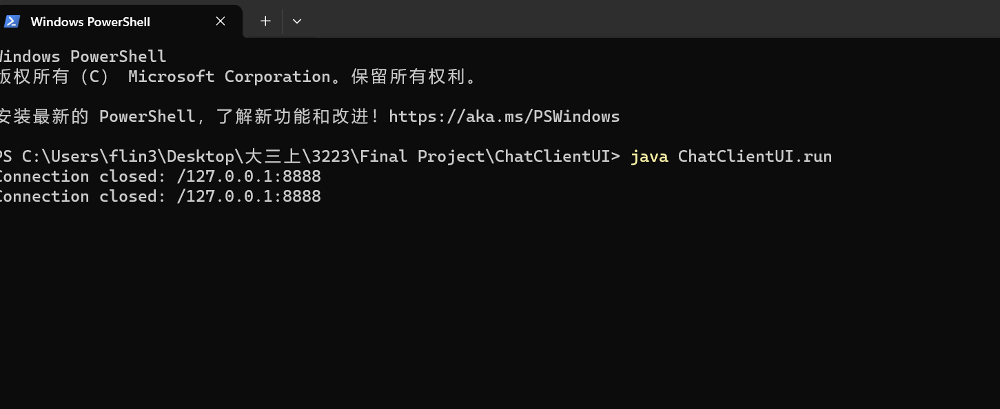 Windows PowerShell
Windows PowerShell
版权所有（C） Microsoft Corporation。保留所有权利。
安装最新的 PowerShell，了解新功能和改进！https://aka.ms/PSWindows
PS C:\Users\flin3\Desktop\大三上\3223\Final Project\ChatClientUI> java ChatClientUI.run
Connection closed: /127.0.0.1:8888
Connection closed: /127.0.0.1:8888